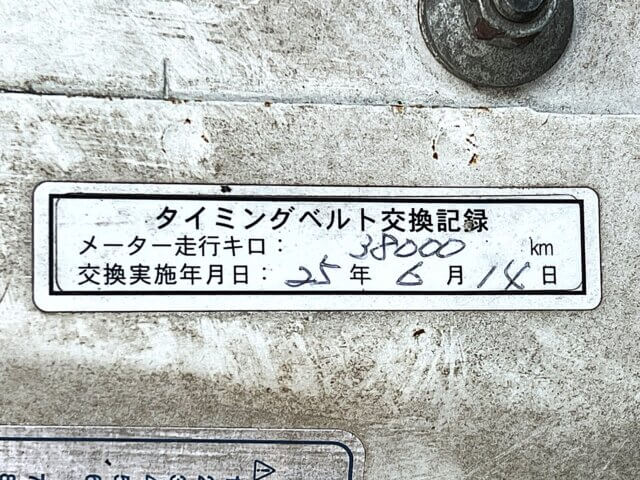 タイミングベルト交換記録
メーター走行キロ： 38000 km
交換実施年月日： 25 年 6 月 14 日